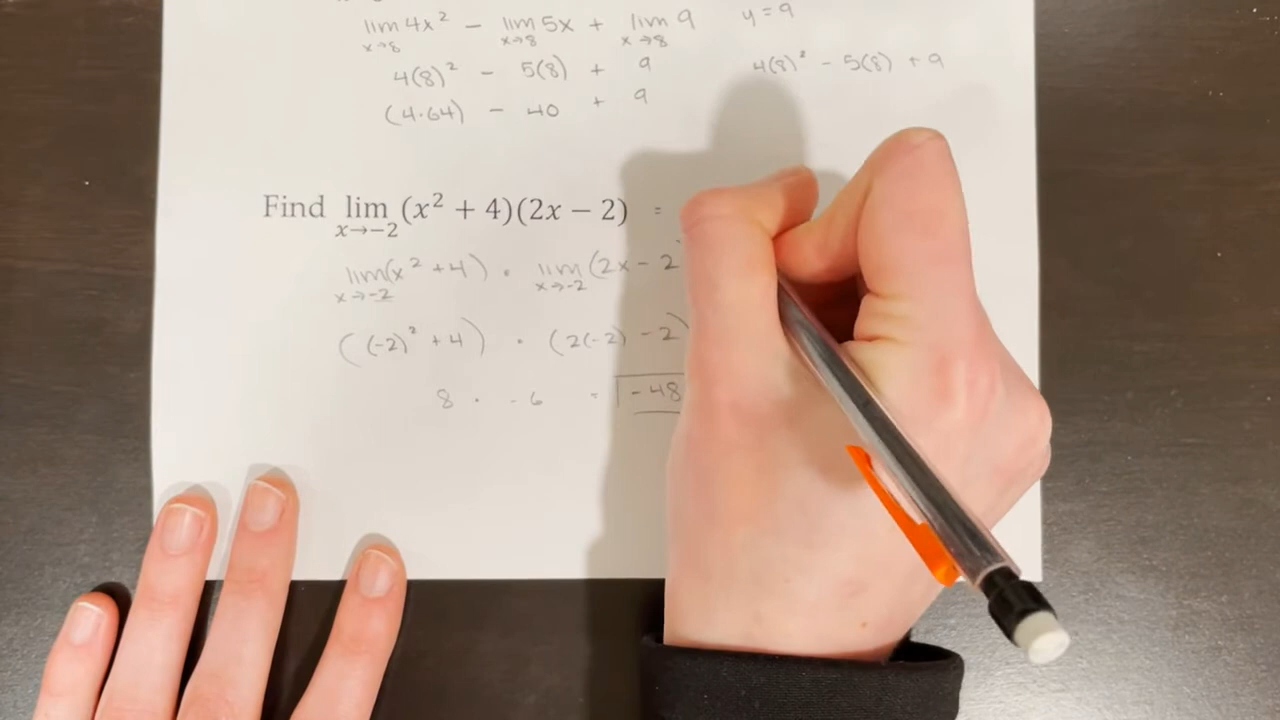 lim 4x² - lim 5x + lim 9 y = 9
x→8 x→8 x→8
4(8)² - 5(8) + 9 4(8)² - 5(8) + 9
(4·64) - 40 + 9
Find lim (x² + 4)(2x − 2) =
x→−2
lim(x² + 4) · lim (2x - 2
x→-2 x→-2
((-2)² + 4) · (2(-2) - 2)
8 · -6 = -48